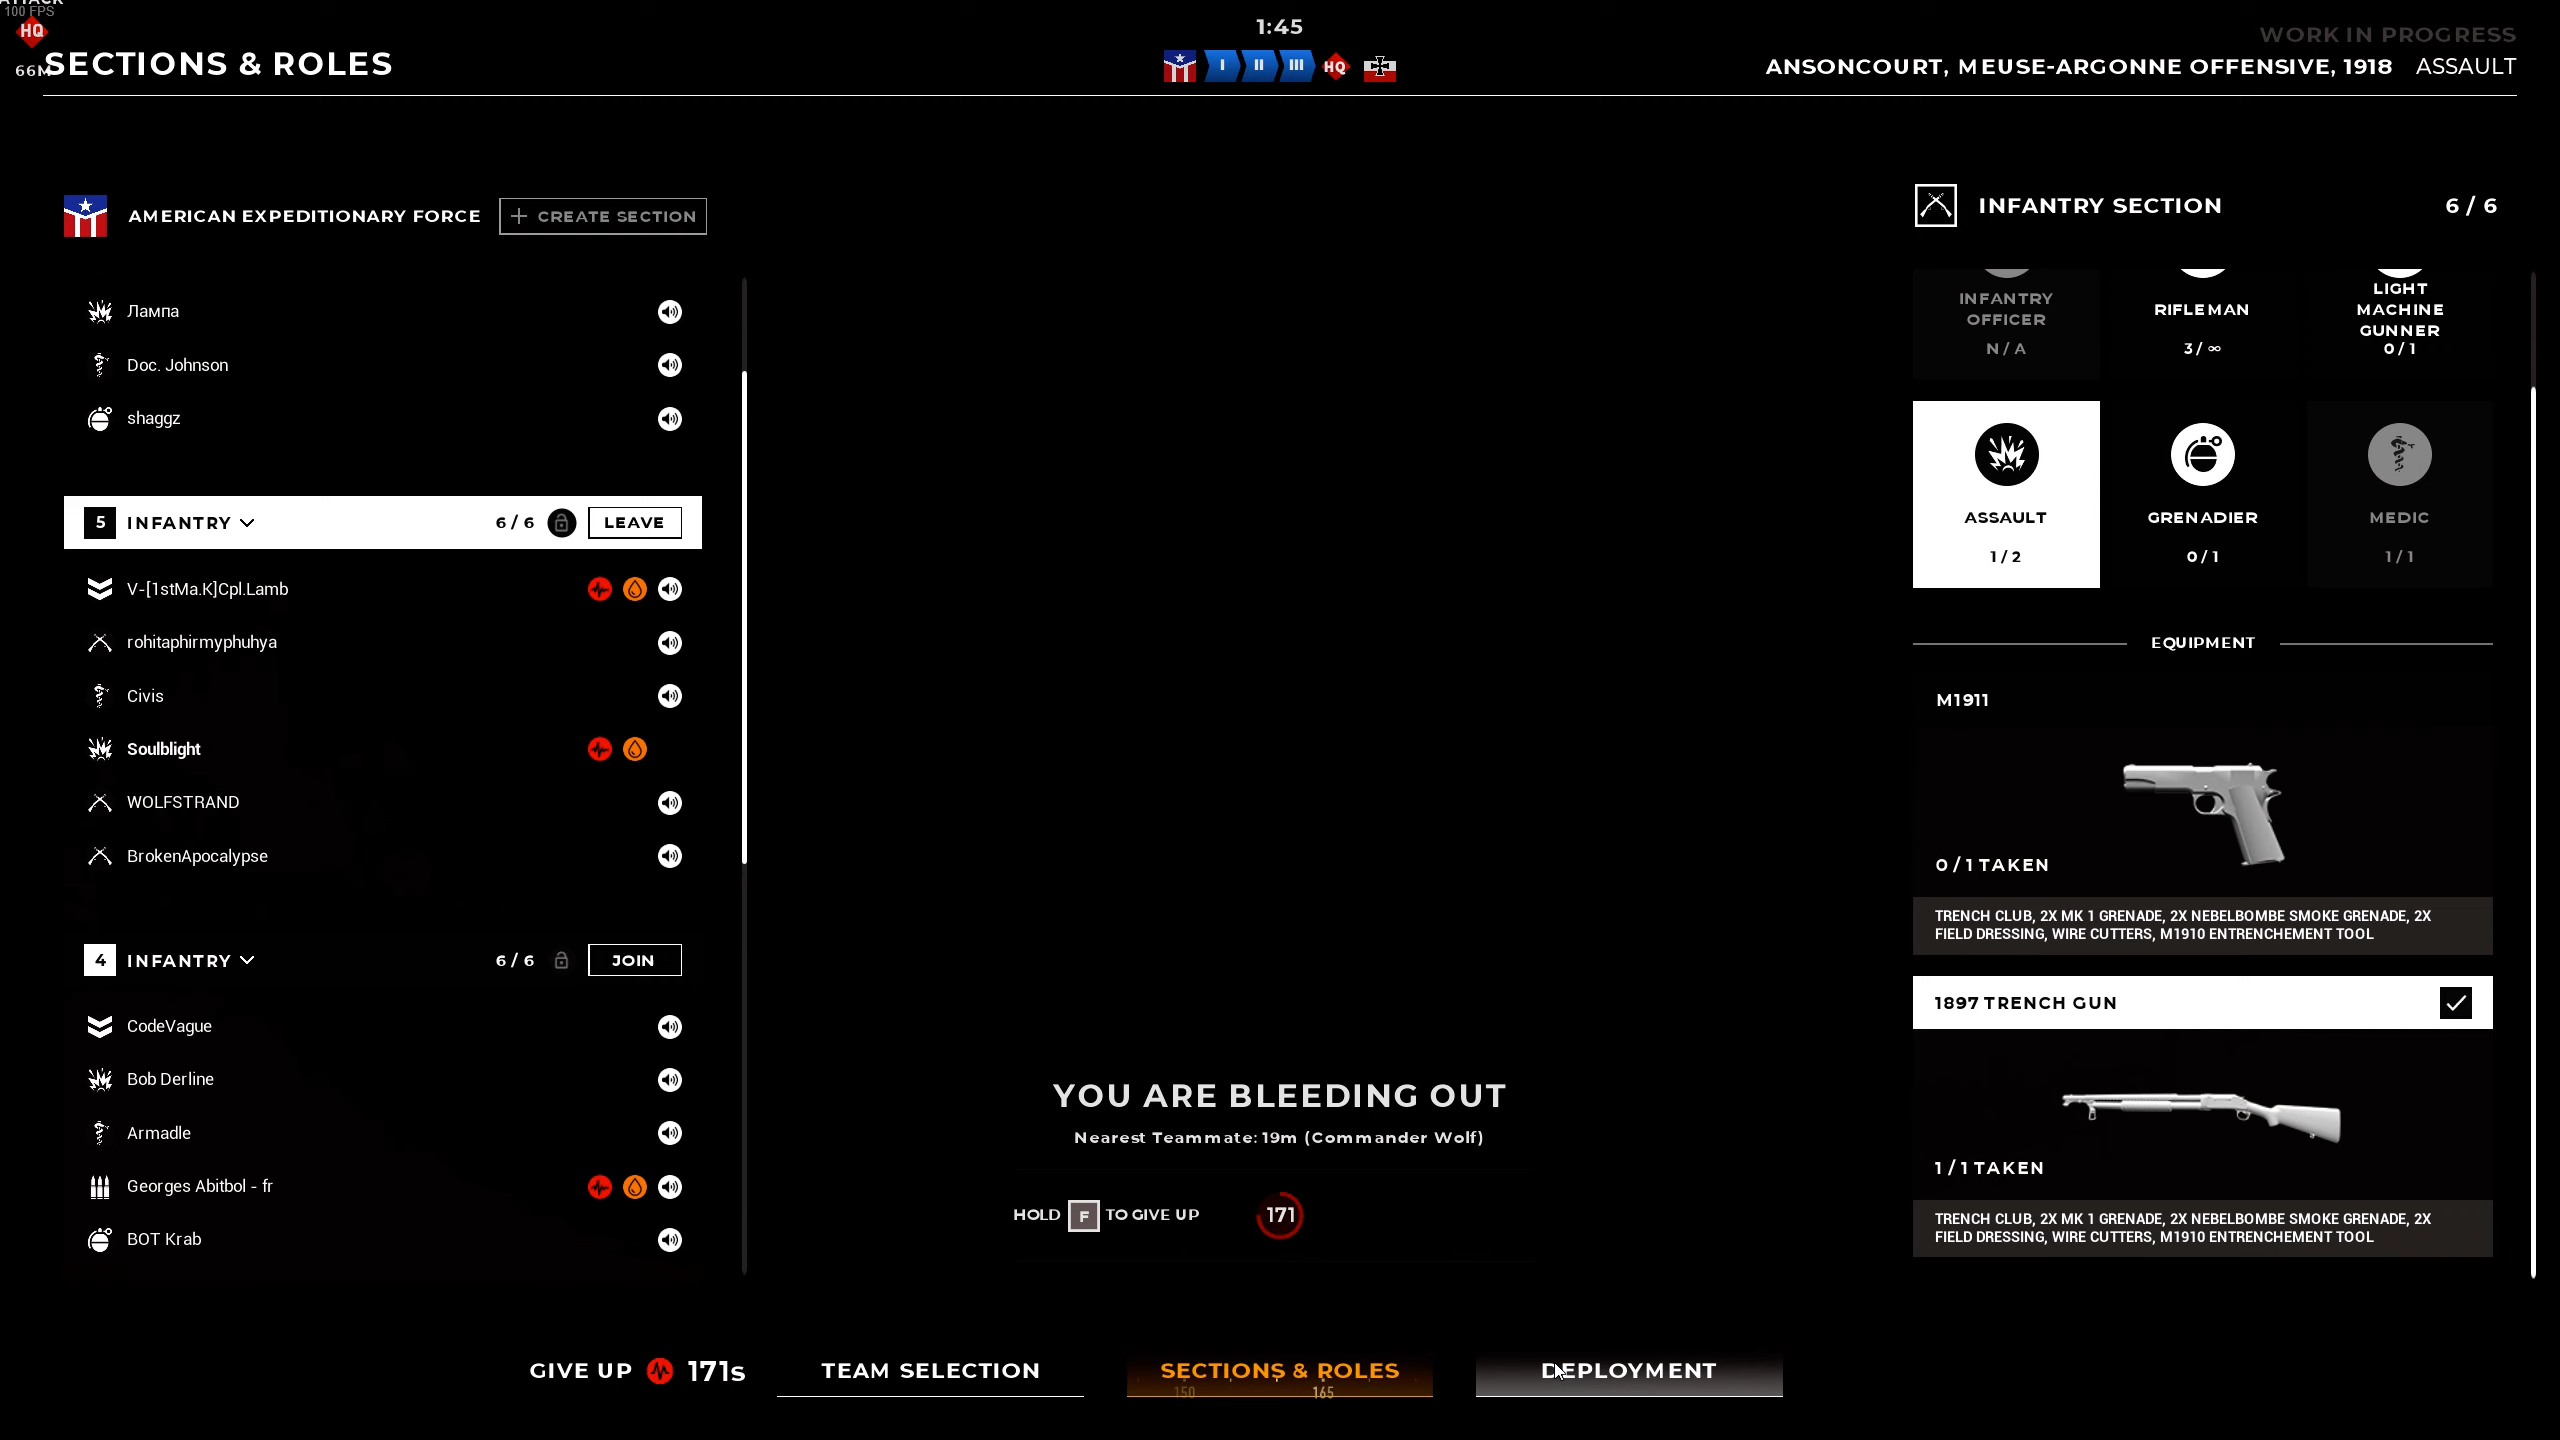 100 FPS
HQ
66M
SECTIONS & ROLES
1:45
I II III HQ
WORK IN PROGRESS
ANSONCOURT, MEUSE-ARGONNE OFFENSIVE, 1918 ASSAULT
AMERICAN EXPEDITIONARY FORCE
+ CREATE SECTION
Лампа
Doc. Johnson
shaggz
5 INFANTRY 6 / 6 LEAVE
V-[1stMa.K]Cpl.Lamb
rohitaphirmyphuhya
Civis
Soulblight
WOLFSTRAND
BrokenApocalypse
4 INFANTRY 6 / 6 JOIN
CodeVague
Bob Derline
Armadle
Georges Abitbol - fr
BOT Krab
YOU ARE BLEEDING OUT
Nearest Teammate: 19m (Commander Wolf)
HOLD F TO GIVE UP 171
INFANTRY SECTION 6 / 6
INFANTRY
OFFICER
N / A
RIFLEMAN
3 / ∞
LIGHT
MACHINE
GUNNER
0 / 1
ASSAULT
1 / 2
GRENADIER
0 / 1
MEDIC
1 / 1
EQUIPMENT
M1911
0 / 1 TAKEN
TRENCH CLUB, 2X MK 1 GRENADE, 2X NEBELBOMBE SMOKE GRENADE, 2X
FIELD DRESSING, WIRE CUTTERS, M1910 ENTRENCHEMENT TOOL
1897 TRENCH GUN
1 / 1 TAKEN
TRENCH CLUB, 2X MK 1 GRENADE, 2X NEBELBOMBE SMOKE GRENADE, 2X
FIELD DRESSING, WIRE CUTTERS, M1910 ENTRENCHEMENT TOOL
GIVE UP 171s
TEAM SELECTION
SECTIONS & ROLES
150 165
DEPLOYMENT